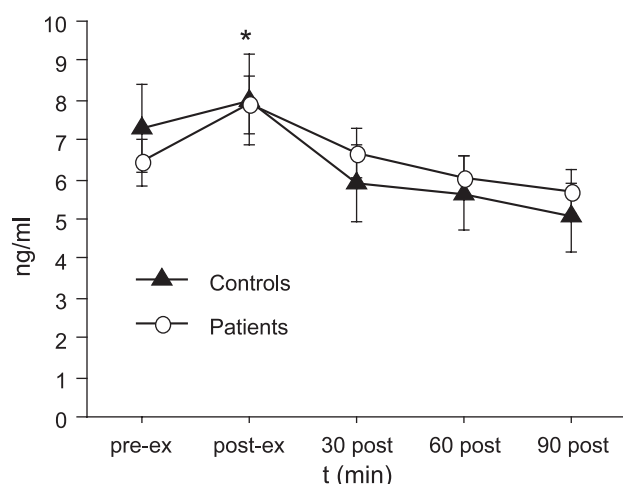 10
9
8
7
6
5
4
3
2
1
0
ng/ml
*
Controls
Patients
pre-ex post-ex 30 post 60 post 90 post
t (min)